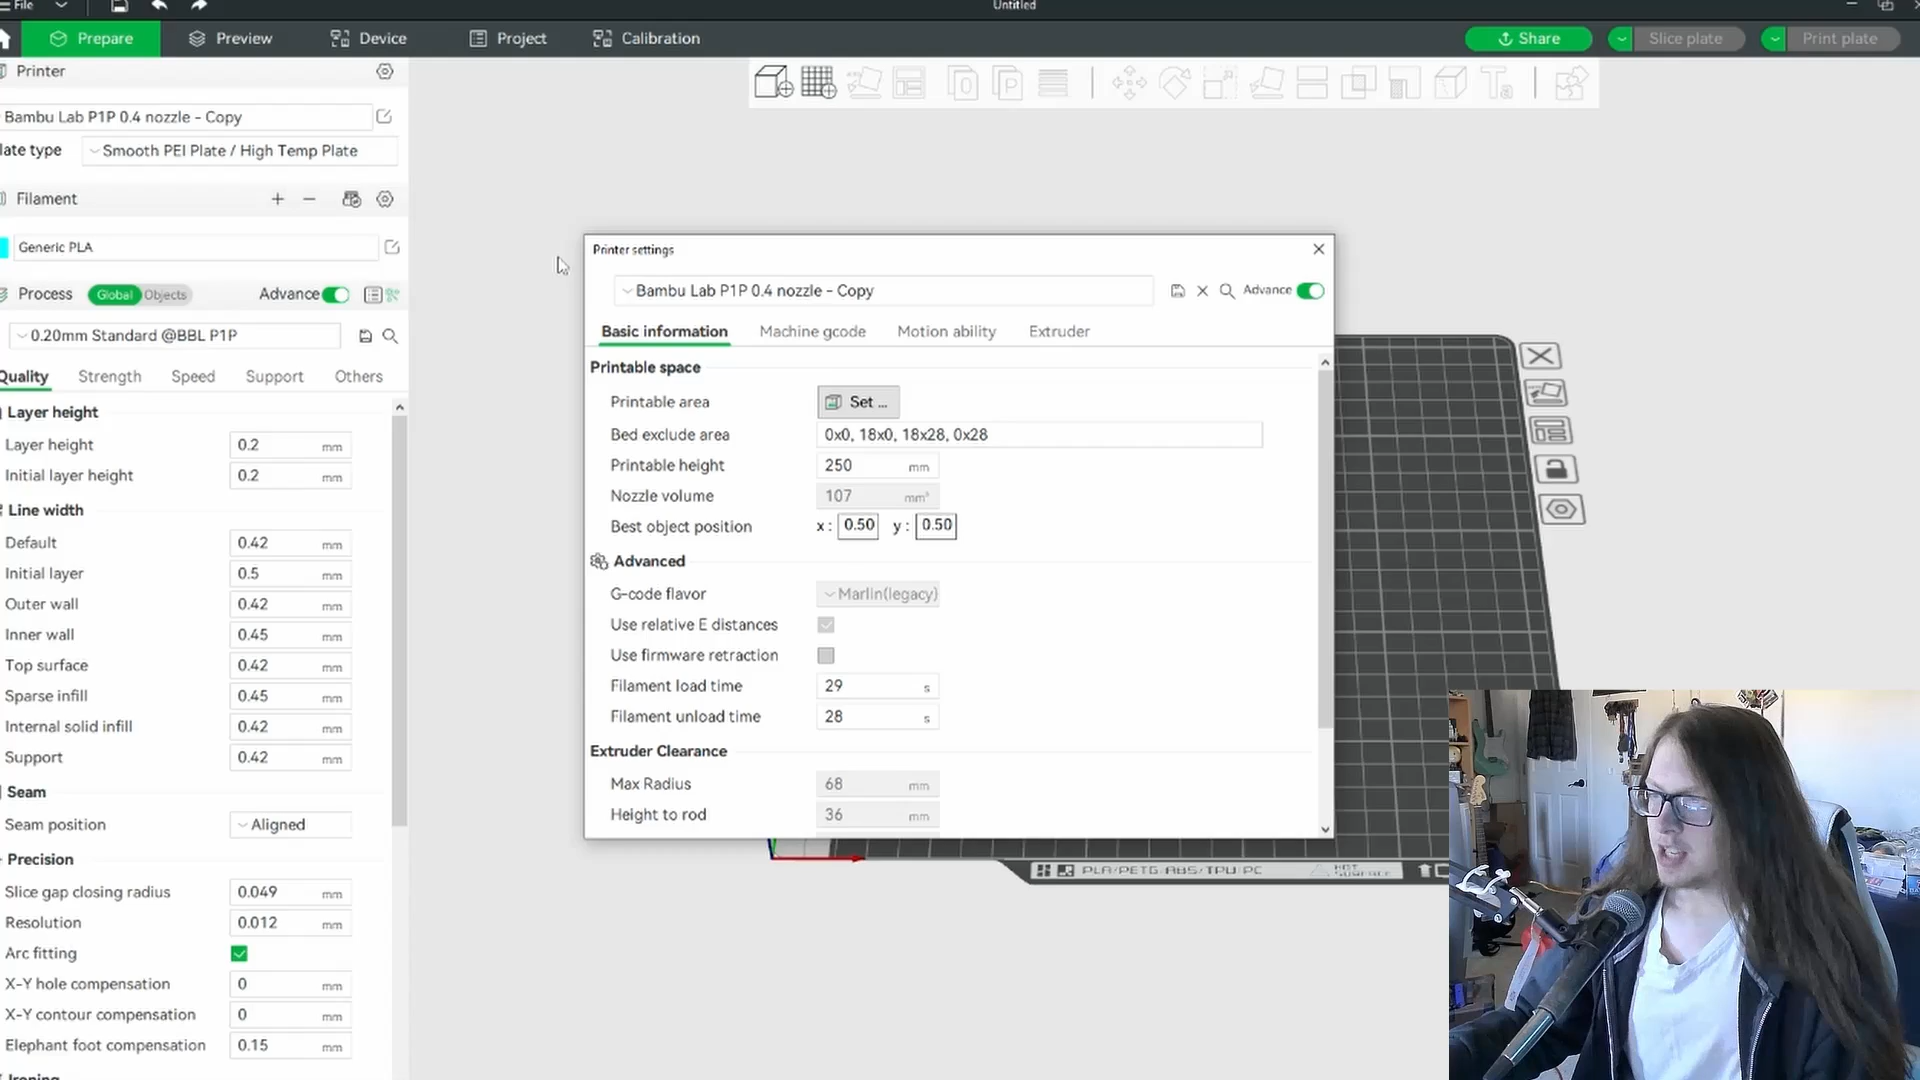 File
Untitled
Prepare
Preview
Device
Project
Calibration
Share
Slice plate
Print plate
Printer
Bambu Lab P1P 0.4 nozzle - Copy
late type
Smooth PEI Plate / High Temp Plate
Filament
Generic PLA
Process
Global
Objects
Advance
0.20mm Standard @BBL P1P
Quality
Strength
Speed
Support
Others
Layer height
Layer height 0.2 mm
Initial layer height 0.2 mm
Line width
Default 0.42 mm
Initial layer 0.5 mm
Outer wall 0.42 mm
Inner wall 0.45 mm
Top surface 0.42 mm
Sparse infill 0.45 mm
Internal solid infill 0.42 mm
Support 0.42 mm
Seam
Seam position Aligned
Precision
Slice gap closing radius 0.049 mm
Resolution 0.012 mm
Arc fitting
X-Y hole compensation 0 mm
X-Y contour compensation 0 mm
Elephant foot compensation 0.15 mm
Ironing
Printer settings
Bambu Lab P1P 0.4 nozzle - Copy
Advance
Basic information
Machine gcode
Motion ability
Extruder
Printable space
Printable area Set ...
Bed exclude area 0x0, 18x0, 18x28, 0x28
Printable height 250 mm
Nozzle volume 107 mm³
Best object position x : 0.50 y : 0.50
Advanced
G-code flavor Marlin(legacy)
Use relative E distances
Use firmware retraction
Filament load time 29 s
Filament unload time 28 s
Extruder Clearance
Max Radius 68 mm
Height to rod 36 mm
PLA/PETG/ABS/TPU/PC
HOT
SURFACE